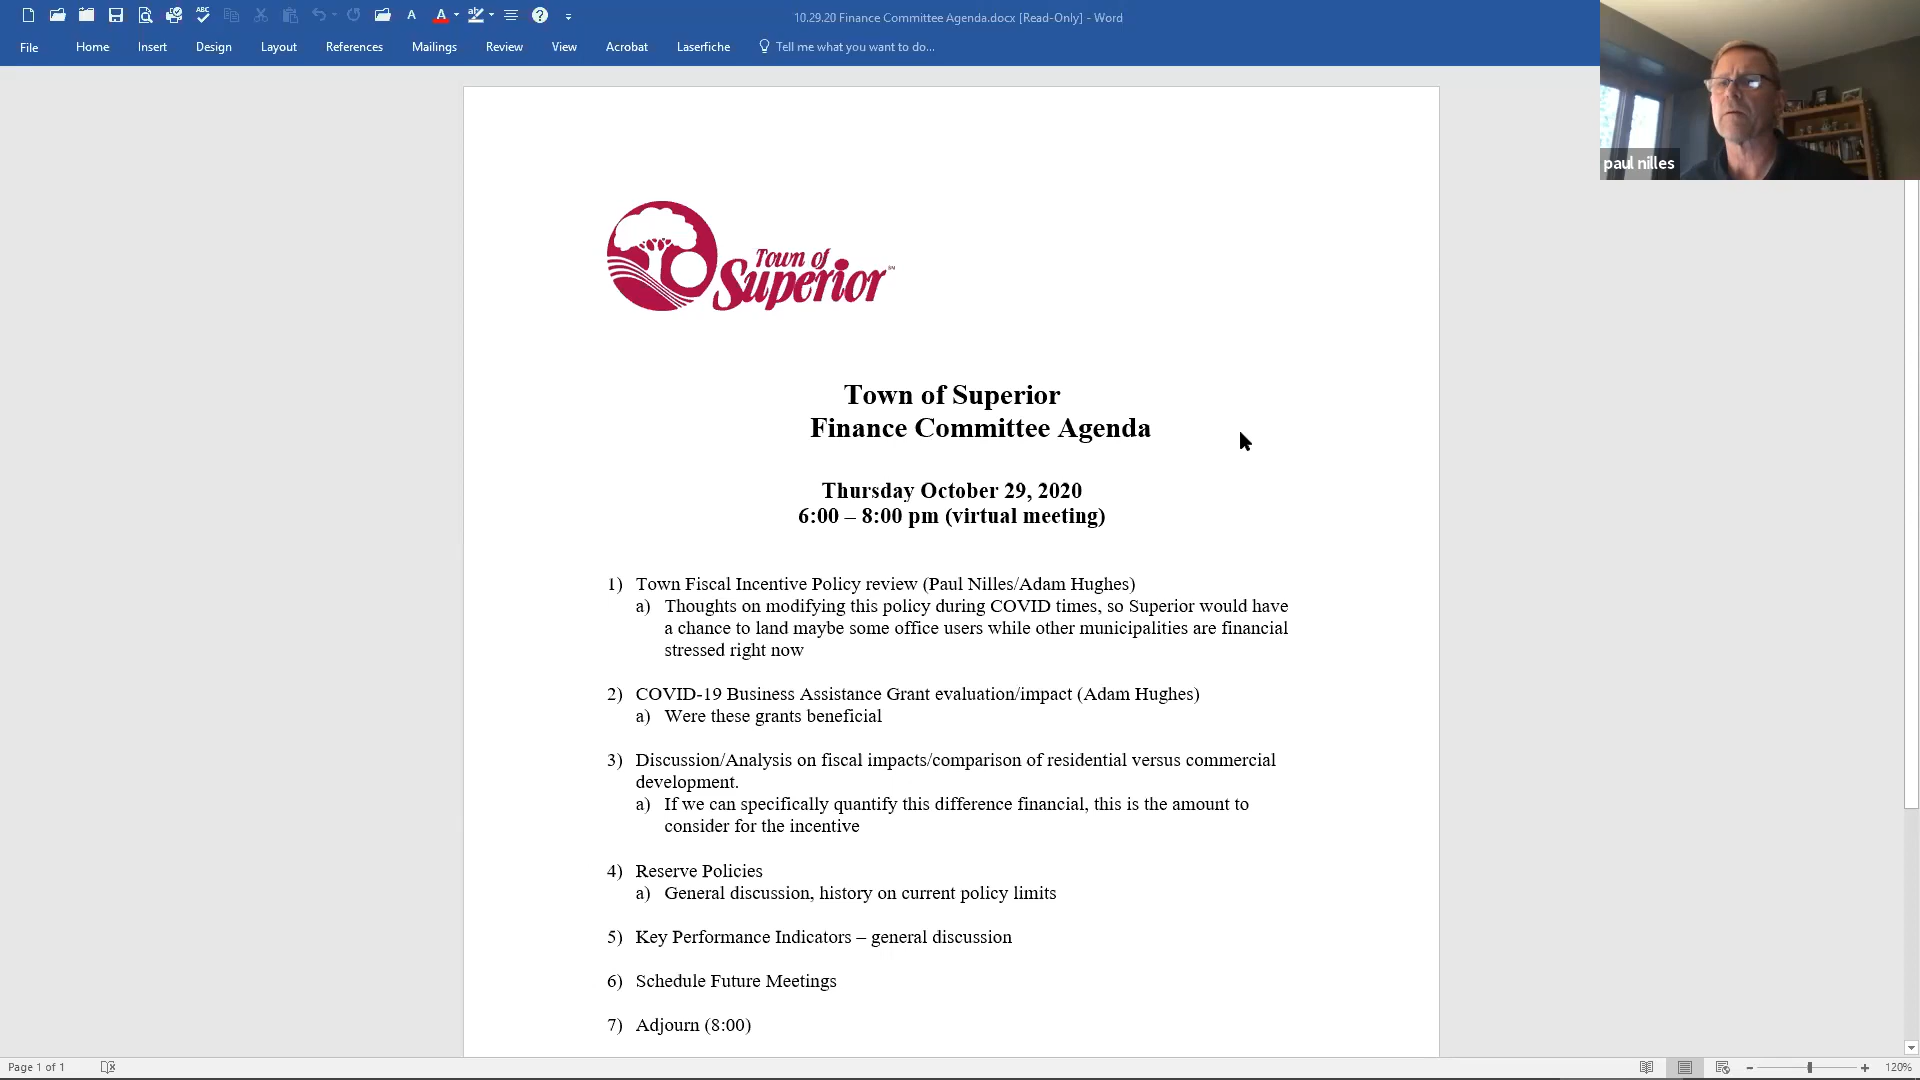 10.29.20 Finance Committee Agenda.docx [Read-Only] - Word
File Home Insert Design Layout References Mailings Review View Acrobat Laserfiche Tell me what you want to do...
paul nilles
Town of
Superior
Town of Superior
Finance Committee Agenda
Thursday October 29, 2020
6:00 – 8:00 pm (virtual meeting)
1) Town Fiscal Incentive Policy review (Paul Nilles/Adam Hughes)
a) Thoughts on modifying this policy during COVID times, so Superior would have
a chance to land maybe some office users while other municipalities are financial
stressed right now
2) COVID-19 Business Assistance Grant evaluation/impact (Adam Hughes)
a) Were these grants beneficial
3) Discussion/Analysis on fiscal impacts/comparison of residential versus commercial
development.
a) If we can specifically quantify this difference financial, this is the amount to
consider for the incentive
4) Reserve Policies
a) General discussion, history on current policy limits
5) Key Performance Indicators – general discussion
6) Schedule Future Meetings
7) Adjourn (8:00)
Page 1 of 1
120%